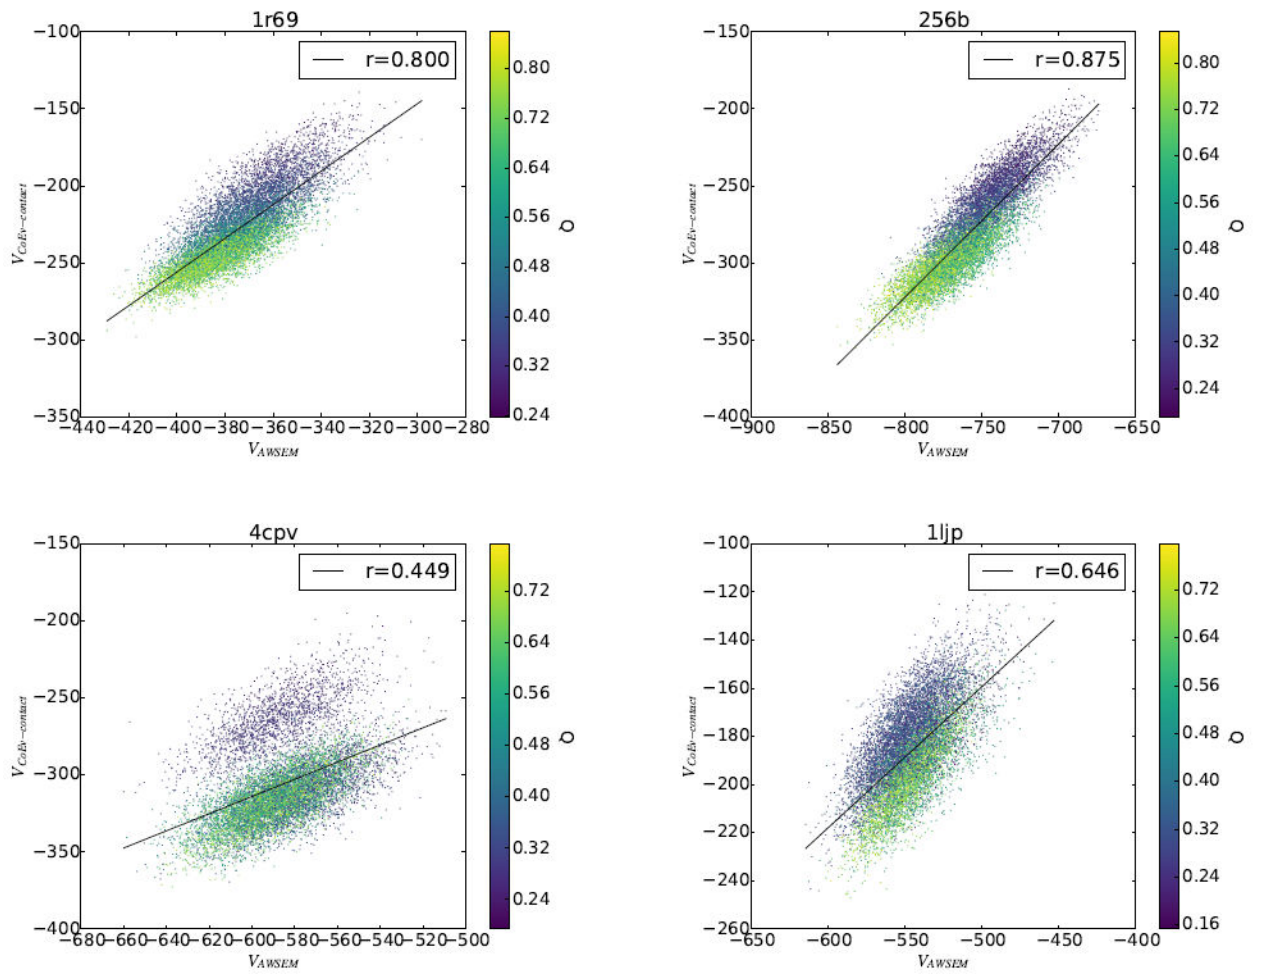 1r69
r=0.800
−100
−150
−200
−250
−300
−350
V_CoEv−contact
−440 −420 −400 −380 −360 −340 −320 −300 −280
V_AWSEM
0.80
0.72
0.64
0.56
0.48
0.40
0.32
0.24
Q
256b
r=0.875
−150
−200
−250
−300
−350
−400
V_CoEv−contact
−900 −850 −800 −750 −700 −650
V_AWSEM
0.80
0.72
0.64
0.56
0.48
0.40
0.32
0.24
Q
4cpv
r=0.449
−150
−200
−250
−300
−350
−400
V_CoEv−contact
−680 −660 −640 −620 −600 −580 −560 −540 −520 −500
V_AWSEM
0.72
0.64
0.56
0.48
0.40
0.32
0.24
Q
1ljp
r=0.646
−100
−120
−140
−160
−180
−200
−220
−240
−260
V_CoEv−contact
−650 −600 −550 −500 −450 −400
V_AWSEM
0.72
0.64
0.56
0.48
0.40
0.32
0.24
0.16
Q